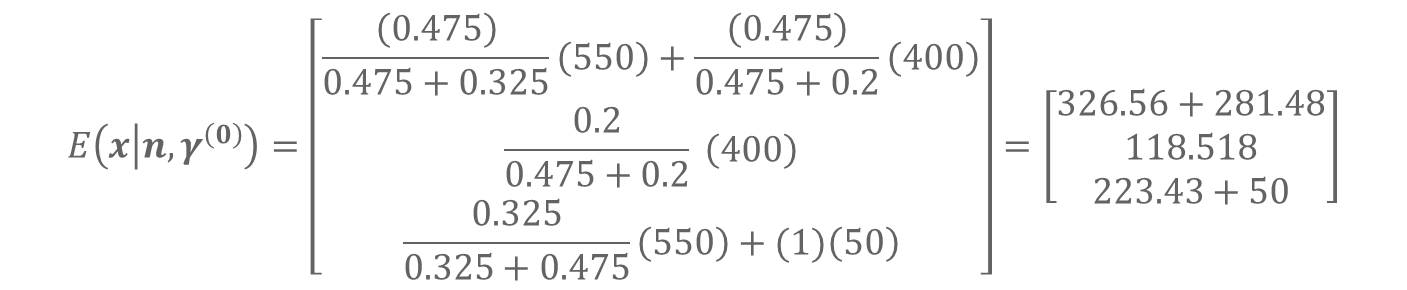 E(x|n, γ⁽⁰⁾) = [ (0.475) / 0.475 + 0.325 (550) + (0.475) / 0.475 + 0.2 (400) ] = [ 326.56 + 281.48 ]
0.2 / 0.475 + 0.2 (400) 118.518
0.325 / 0.325 + 0.475 (550) + (1)(50) 223.43 + 50